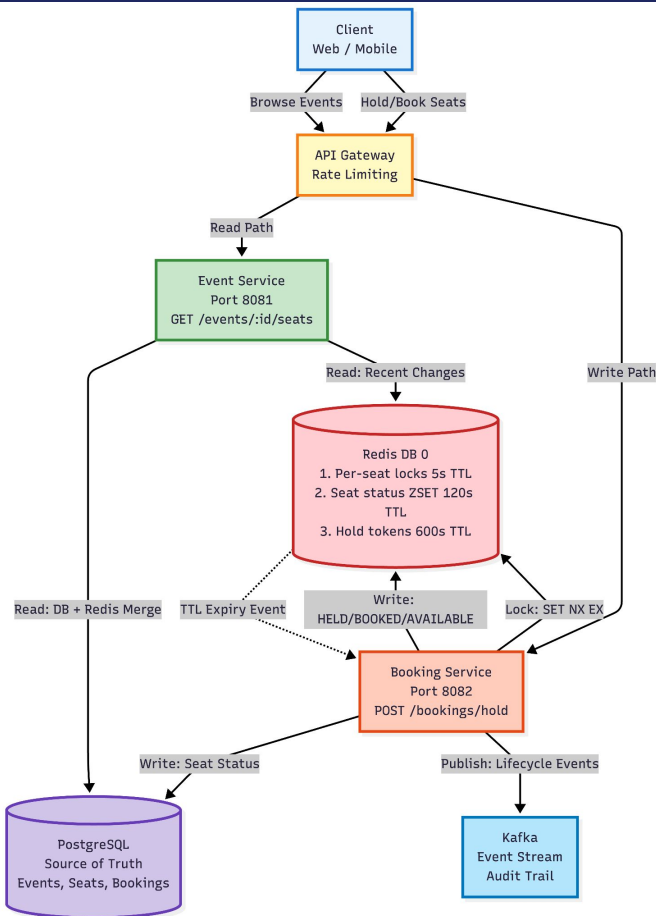 Client
Web / Mobile
Browse Events
Hold/Book Seats
API Gateway
Rate Limiting
Read Path
Event Service
Port 8081
GET /events/:id/seats
Read: Recent Changes
Write Path
Redis DB 0
1. Per-seat locks 5s TTL
2. Seat status ZSET 120s
TTL
3. Hold tokens 600s TTL
Read: DB + Redis Merge
TTL Expiry Event
Write:
HELD/BOOKED/AVAILABLE
Lock: SET NX EX
Booking Service
Port 8082
POST /bookings/hold
Write: Seat Status
Publish: Lifecycle Events
PostgreSQL
Source of Truth
Events, Seats, Bookings
Kafka
Event Stream
Audit Trail